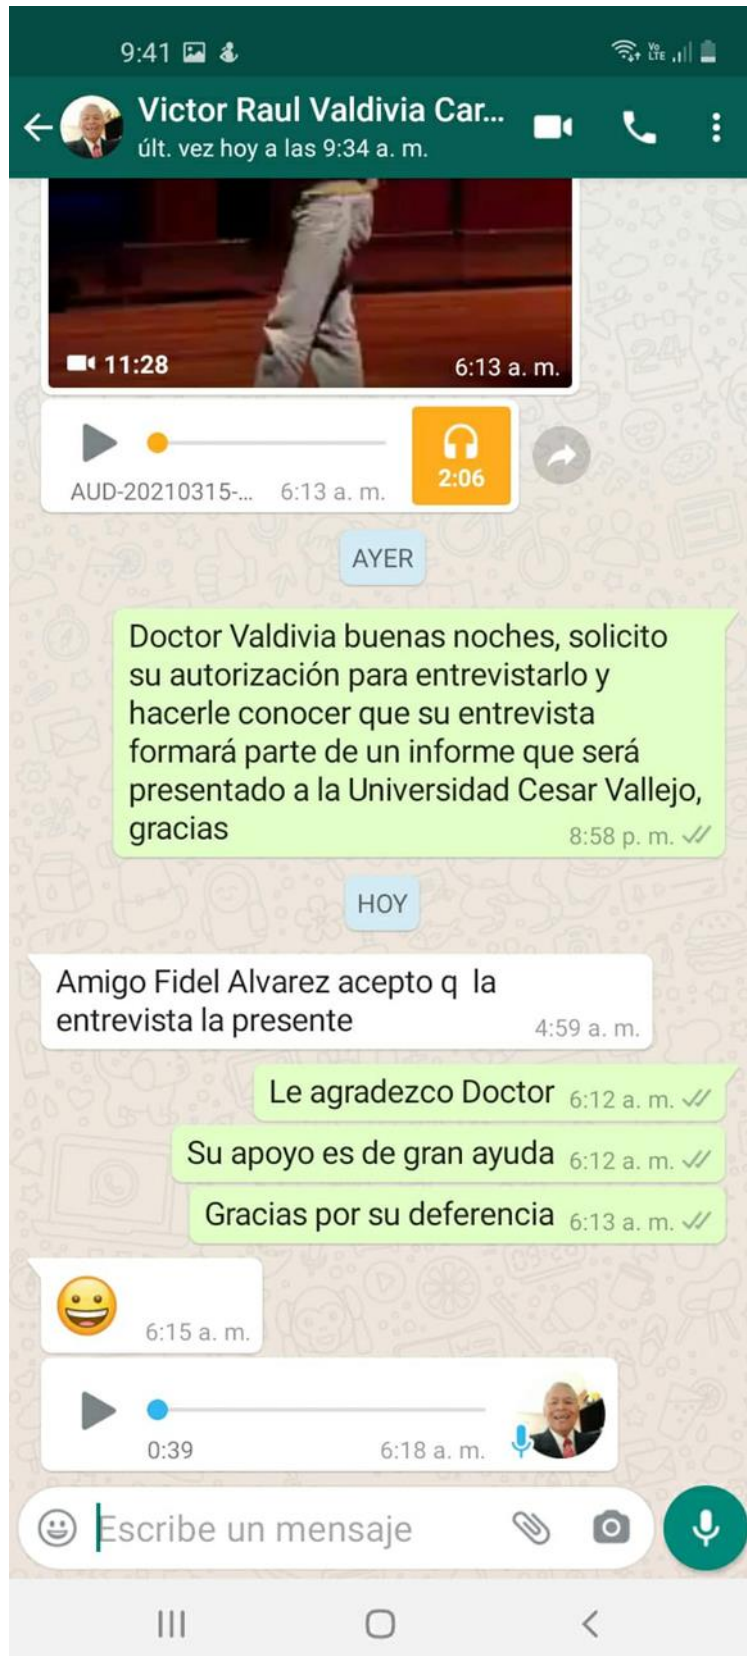 9:41
Vo
LTE
Victor Raul Valdivia Car...
últ. vez hoy a las 9:34 a. m.
11:28
6:13 a. m.
2:06
AUD-20210315-...
6:13 a. m.
AYER
Doctor Valdivia buenas noches, solicito
su autorización para entrevistarlo y
hacerle conocer que su entrevista
formará parte de un informe que será
presentado a la Universidad Cesar Vallejo,
gracias
8:58 p. m.
HOY
Amigo Fidel Alvarez acepto q la
entrevista la presente
4:59 a. m.
Le agradezco Doctor 6:12 a. m.
Su apoyo es de gran ayuda 6:12 a. m.
Gracias por su deferencia 6:13 a. m.
6:15 a. m.
0:39
6:18 a. m.
Escribe un mensaje